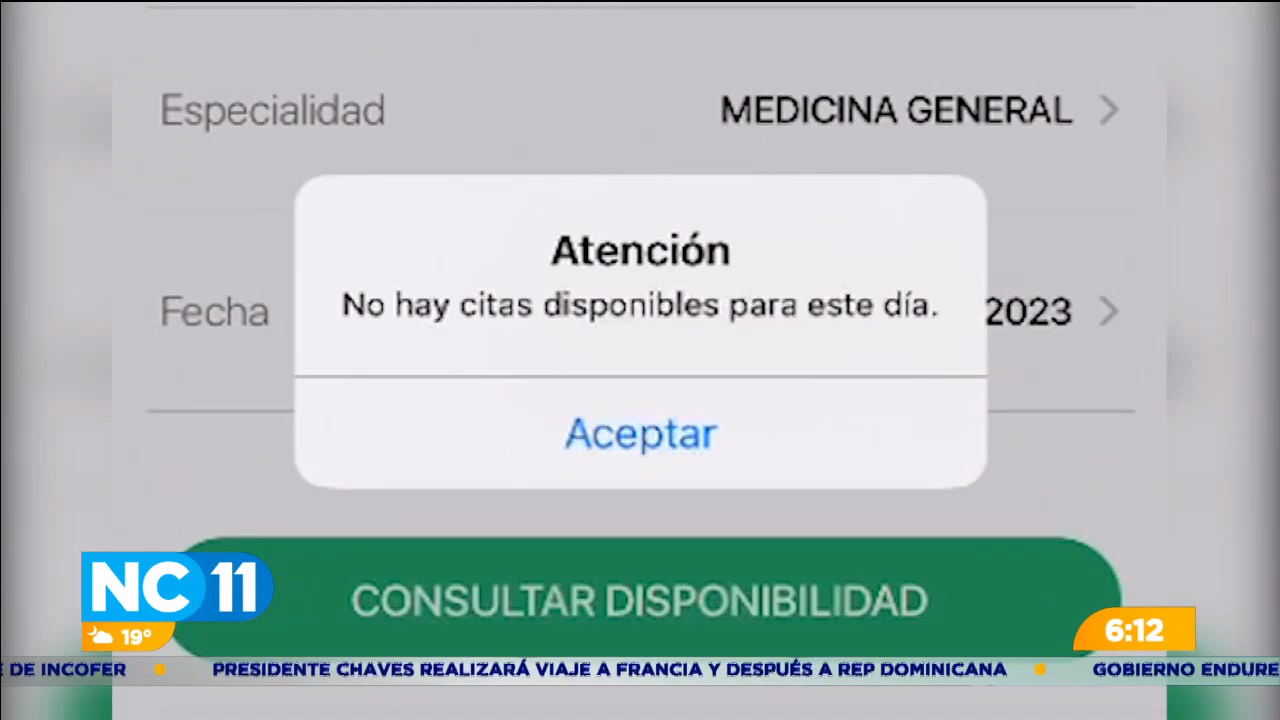 Especialidad MEDICINA GENERAL
Atención
No hay citas disponibles para este día.
Fecha 2023
Aceptar
CONSULTAR DISPONIBILIDAD
NC 11
19°
6:12
DE INCOFER PRESIDENTE CHAVES REALIZARÁ VIAJE A FRANCIA Y DESPUÉS A REP DOMINICANA GOBIERNO ENDURE